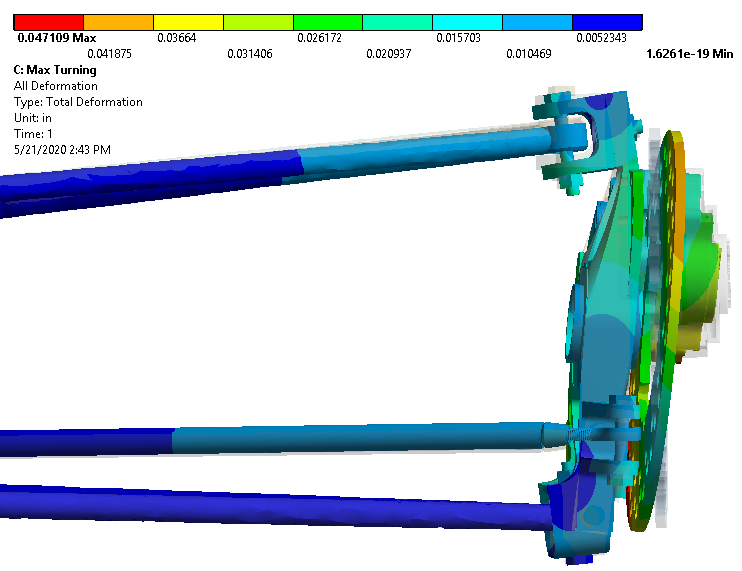 0.047109 Max 0.03664 0.026172 0.015703 0.0052343
0.041875 0.031406 0.020937 0.010469 1.6261e-19 Min
C: Max Turning
All Deformation
Type: Total Deformation
Unit: in
Time: 1
5/21/2020 2:43 PM